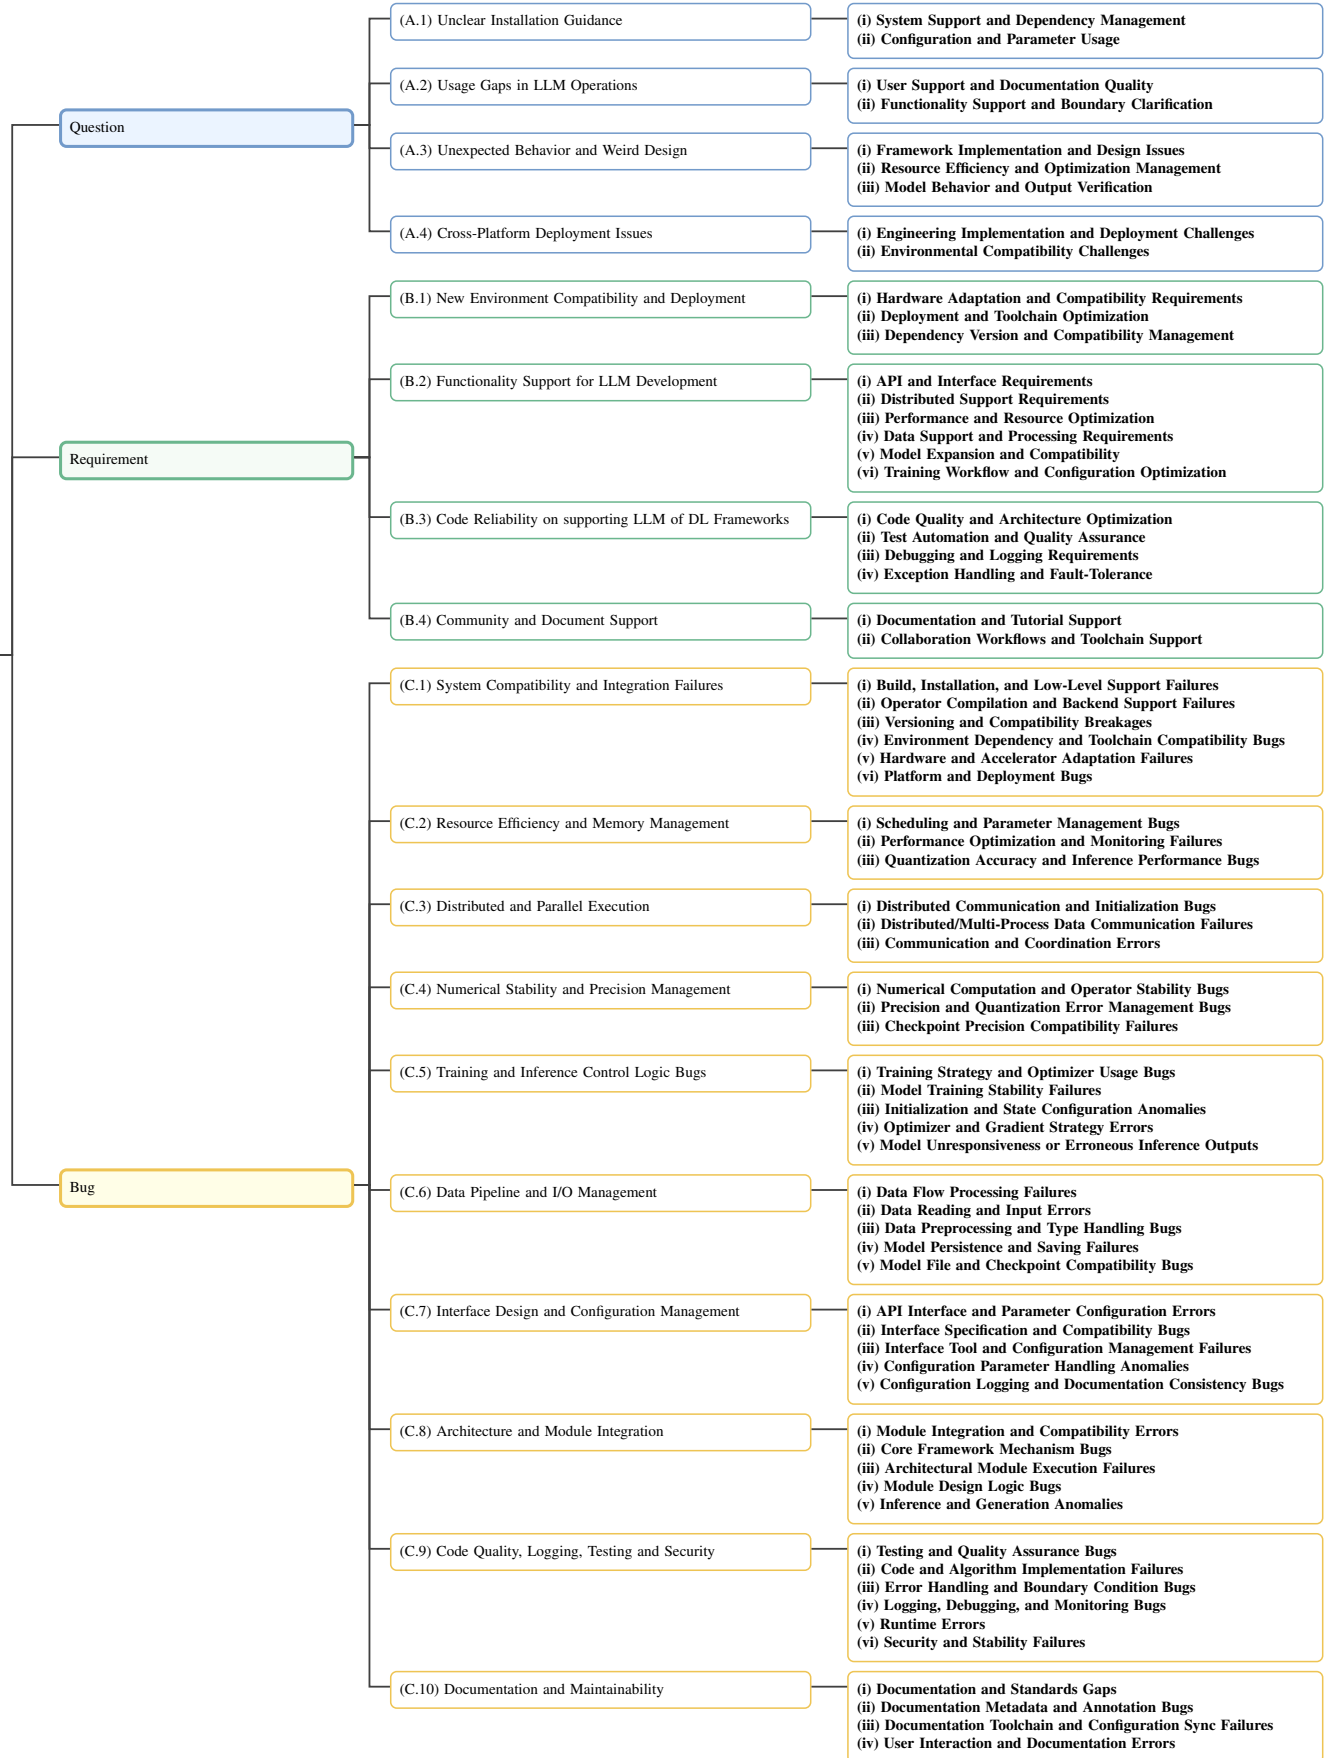 Question
(A.1) Unclear Installation Guidance
(i) System Support and Dependency Management
(ii) Configuration and Parameter Usage
(A.2) Usage Gaps in LLM Operations
(i) User Support and Documentation Quality
(ii) Functionality Support and Boundary Clarification
(A.3) Unexpected Behavior and Weird Design
(i) Framework Implementation and Design Issues
(ii) Resource Efficiency and Optimization Management
(iii) Model Behavior and Output Verification
(A.4) Cross-Platform Deployment Issues
(i) Engineering Implementation and Deployment Challenges
(ii) Environmental Compatibility Challenges
Requirement
(B.1) New Environment Compatibility and Deployment
(i) Hardware Adaptation and Compatibility Requirements
(ii) Deployment and Toolchain Optimization
(iii) Dependency Version and Compatibility Management
(B.2) Functionality Support for LLM Development
(i) API and Interface Requirements
(ii) Distributed Support Requirements
(iii) Performance and Resource Optimization
(iv) Data Support and Processing Requirements
(v) Model Expansion and Compatibility
(vi) Training Workflow and Configuration Optimization
(B.3) Code Reliability on supporting LLM of DL Frameworks
(i) Code Quality and Architecture Optimization
(ii) Test Automation and Quality Assurance
(iii) Debugging and Logging Requirements
(iv) Exception Handling and Fault-Tolerance
(B.4) Community and Document Support
(i) Documentation and Tutorial Support
(ii) Collaboration Workflows and Toolchain Support
Bug
(C.1) System Compatibility and Integration Failures
(i) Build, Installation, and Low-Level Support Failures
(ii) Operator Compilation and Backend Support Failures
(iii) Versioning and Compatibility Breakages
(iv) Environment Dependency and Toolchain Compatibility Bugs
(v) Hardware and Accelerator Adaptation Failures
(vi) Platform and Deployment Bugs
(C.2) Resource Efficiency and Memory Management
(i) Scheduling and Parameter Management Bugs
(ii) Performance Optimization and Monitoring Failures
(iii) Quantization Accuracy and Inference Performance Bugs
(C.3) Distributed and Parallel Execution
(i) Distributed Communication and Initialization Bugs
(ii) Distributed/Multi-Process Data Communication Failures
(iii) Communication and Coordination Errors
(C.4) Numerical Stability and Precision Management
(i) Numerical Computation and Operator Stability Bugs
(ii) Precision and Quantization Error Management Bugs
(iii) Checkpoint Precision Compatibility Failures
(C.5) Training and Inference Control Logic Bugs
(i) Training Strategy and Optimizer Usage Bugs
(ii) Model Training Stability Failures
(iii) Initialization and State Configuration Anomalies
(iv) Optimizer and Gradient Strategy Errors
(v) Model Unresponsiveness or Erroneous Inference Outputs
(C.6) Data Pipeline and I/O Management
(i) Data Flow Processing Failures
(ii) Data Reading and Input Errors
(iii) Data Preprocessing and Type Handling Bugs
(iv) Model Persistence and Saving Failures
(v) Model File and Checkpoint Compatibility Bugs
(C.7) Interface Design and Configuration Management
(i) API Interface and Parameter Configuration Errors
(ii) Interface Specification and Compatibility Bugs
(iii) Interface Tool and Configuration Management Failures
(iv) Configuration Parameter Handling Anomalies
(v) Configuration Logging and Documentation Consistency Bugs
(C.8) Architecture and Module Integration
(i) Module Integration and Compatibility Errors
(ii) Core Framework Mechanism Bugs
(iii) Architectural Module Execution Failures
(iv) Module Design Logic Bugs
(v) Inference and Generation Anomalies
(C.9) Code Quality, Logging, Testing and Security
(i) Testing and Quality Assurance Bugs
(ii) Code and Algorithm Implementation Failures
(iii) Error Handling and Boundary Condition Bugs
(iv) Logging, Debugging, and Monitoring Bugs
(v) Runtime Errors
(vi) Security and Stability Failures
(C.10) Documentation and Maintainability
(i) Documentation and Standards Gaps
(ii) Documentation Metadata and Annotation Bugs
(iii) Documentation Toolchain and Configuration Sync Failures
(iv) User Interaction and Documentation Errors